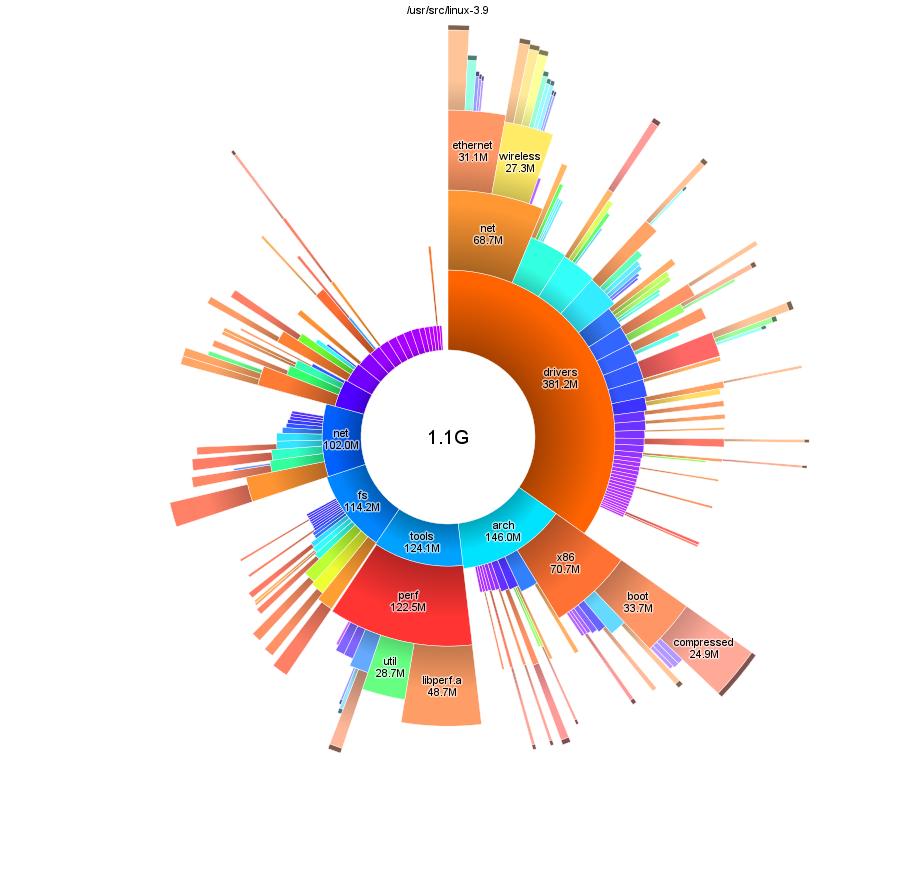 /usr/src/linux-3.9
ethernet
31.1M
wireless
27.3M
net
68.7M
drivers
381.2M
1.1G
net
102.0M
fs
114.2M
tools
124.1M
arch
146.0M
x86
70.7M
boot
33.7M
perf
122.5M
compressed
24.9M
util
28.7M
libperf.a
48.7M